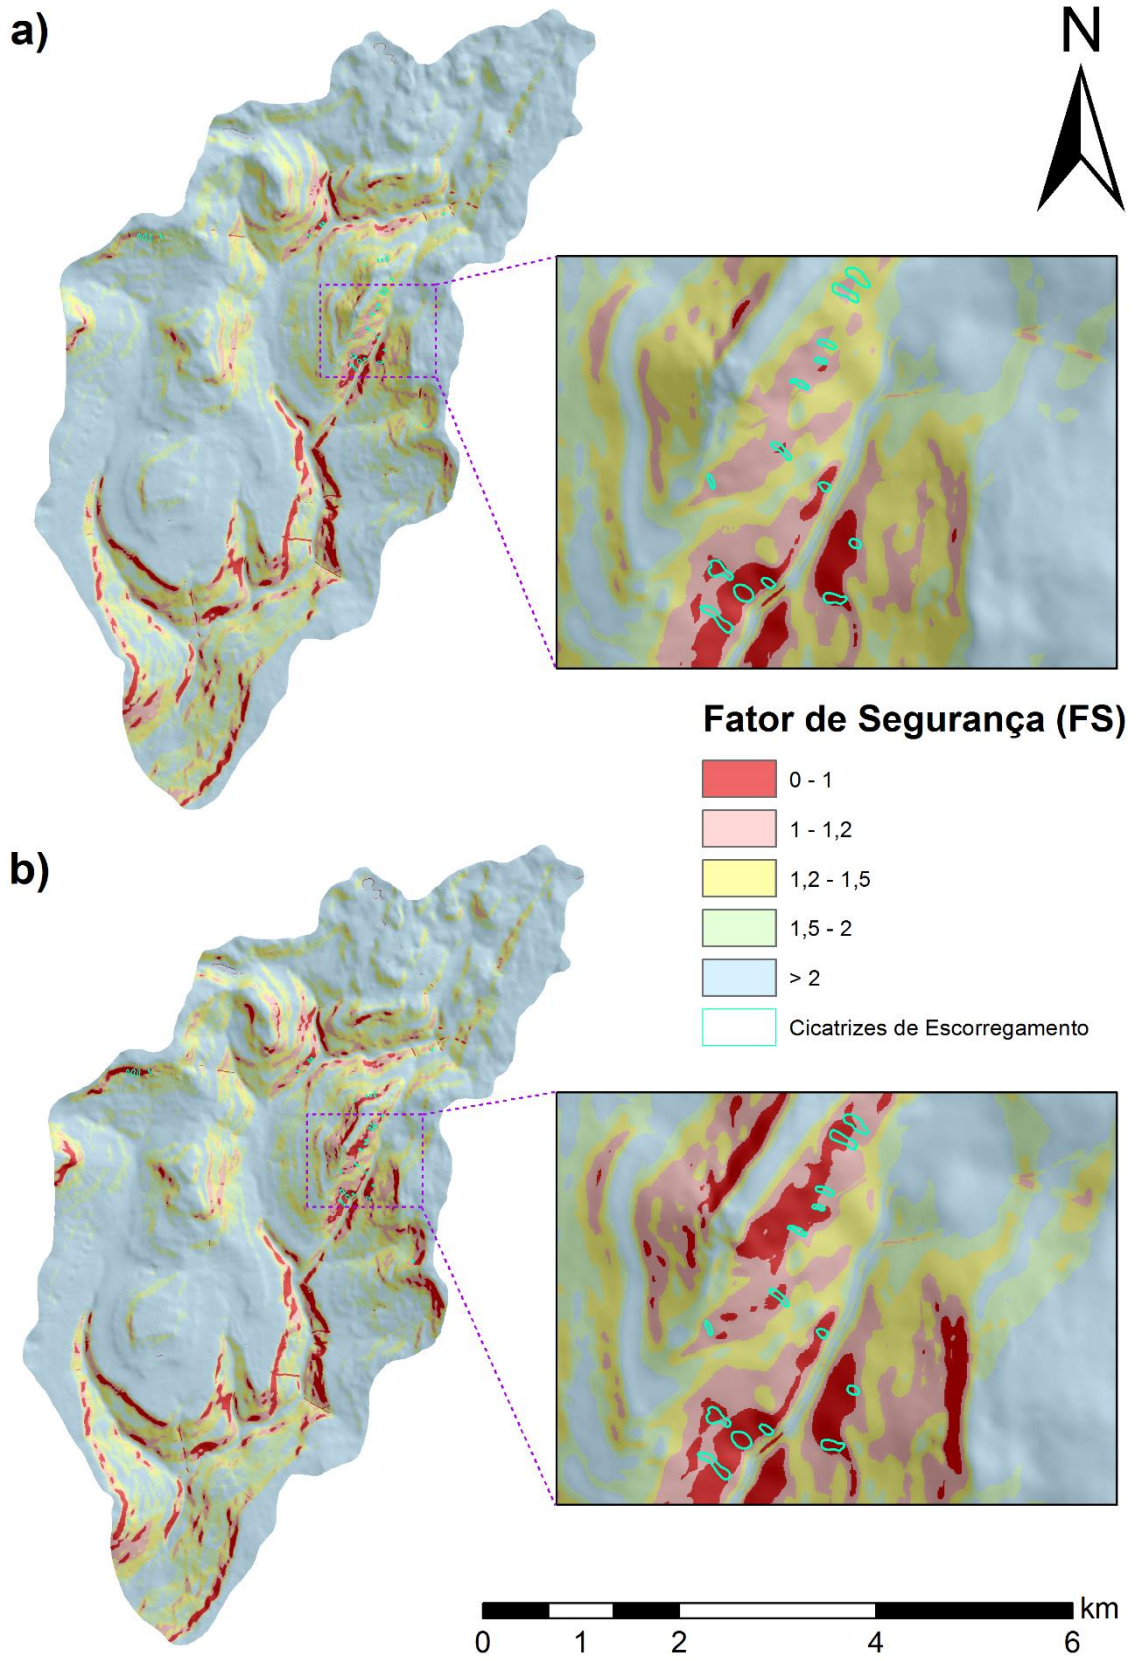 a)
N
Fator de Segurança (FS)
0 - 1
1 - 1,2
1,2 - 1,5
1,5 - 2
> 2
Cicatrizes de Escorregamento
b)
km
0 1 2 4 6